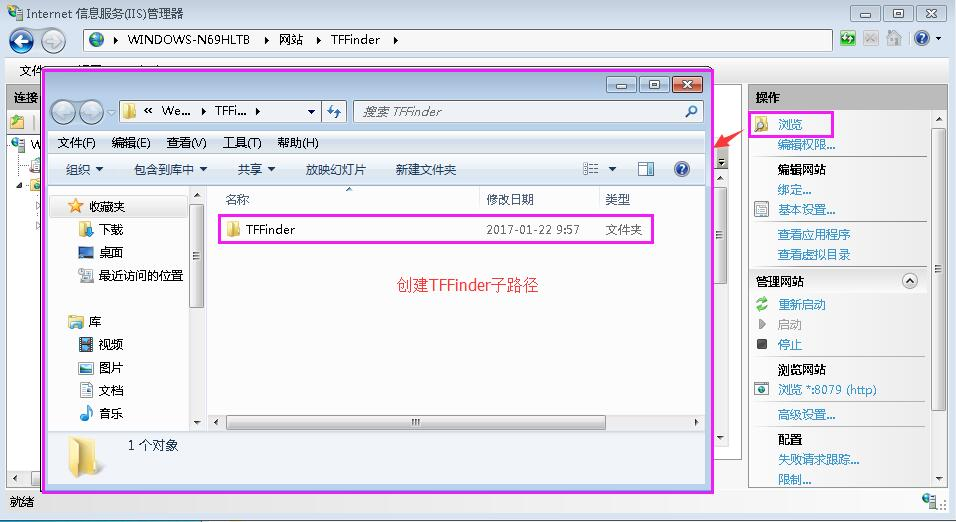 Internet 信息服务(IIS)管理器
WINDOWS-N69HLTB 网站 TFFinder
连接
« We... TFFi...
搜索 TFFinder
文件(F) 编辑(E) 查看(V) 工具(T) 帮助(H)
组织 包含到库中 共享 放映幻灯片 新建文件夹
收藏夹
下载
桌面
最近访问的位置
库
视频
图片
文档
音乐
名称 修改日期 类型
TFFinder 2017-01-22 9:57 文件夹
创建TFFinder子路径
1 个对象
操作
浏览
编辑权限...
编辑网站
绑定...
基本设置...
查看应用程序
查看虚拟目录
管理网站
重新启动
启动
停止
浏览网站
浏览 *:8079 (http)
高级设置...
配置
失败请求跟踪...
限制...
就绪